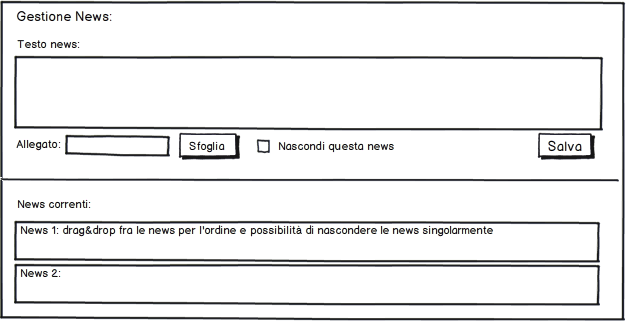 Gestione News:
Testo news:
Allegato:
Sfoglia
Nascondi questa news
Salva
News correnti:
News 1: drag&drop fra le news per l'ordine e possibilità di nascondere le news singolarmente
News 2: